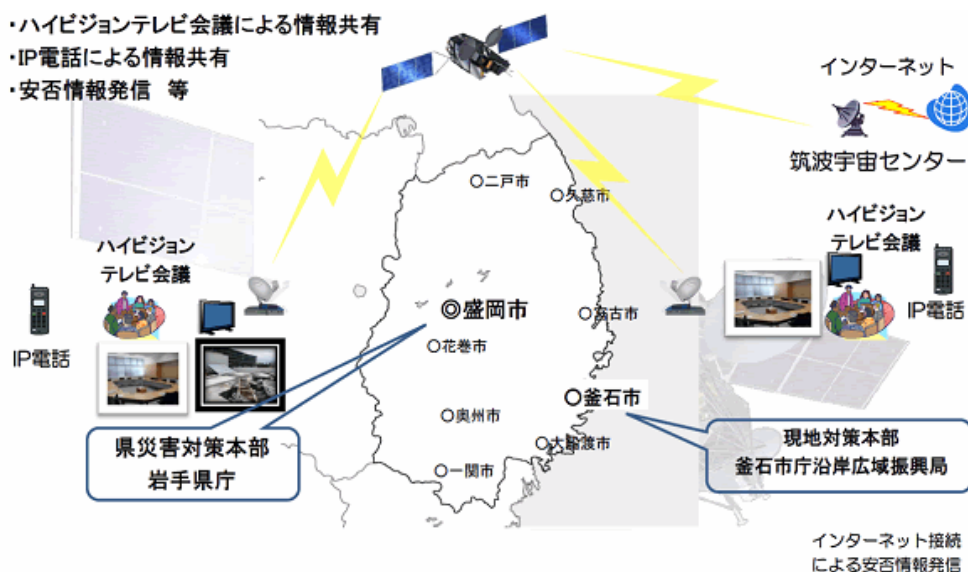 ・ハイビジョンテレビ会議による情報共有
・IP電話による情報共有
・安否情報発信 等
インターネット
筑波宇宙センター
○二戸市
○久慈市
ハイビジョン
テレビ会議
ハイビジョン
テレビ会議
◎盛岡市
○宮古市
IP電話
IP電話
○花巻市
○釜石市
○奥州市
県災害対策本部
岩手県庁
○大船渡市
現地対策本部
釜石市庁沿岸広域振興局
○一関市
インターネット接続
による安否情報発信